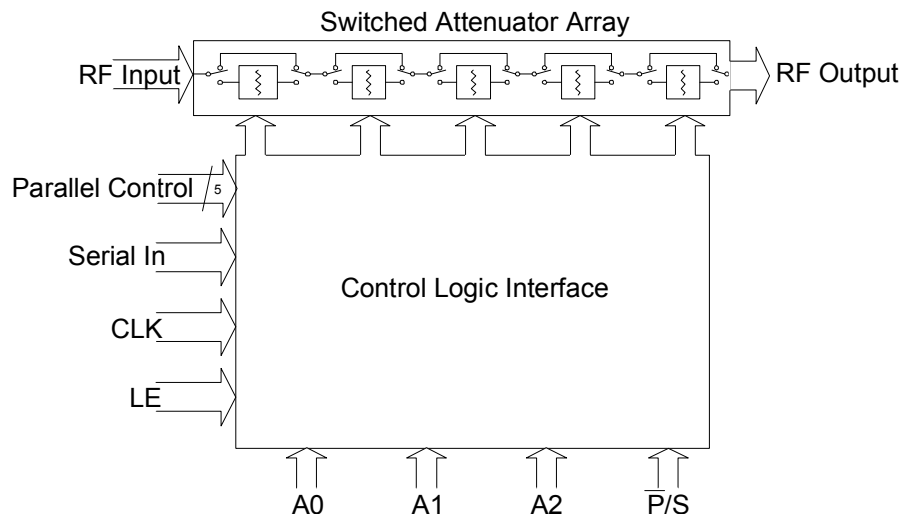 Switched Attenuator Array
RF Input
RF Output
Parallel Control
5
Serial In
Control Logic Interface
CLK
LE
A0
A1
A2
P̅/S